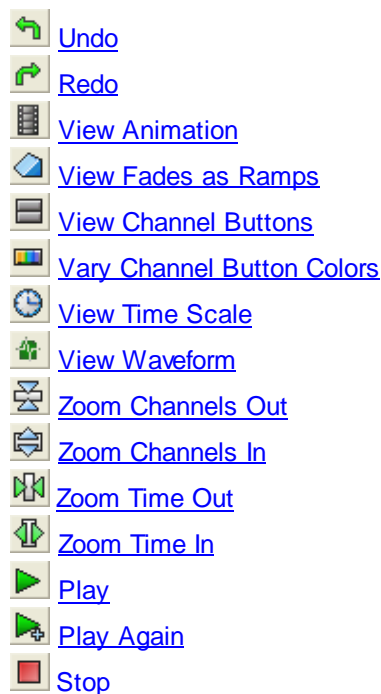 Undo
Redo
View Animation
View Fades as Ramps
View Channel Buttons
Vary Channel Button Colors
View Time Scale
View Waveform
Zoom Channels Out
Zoom Channels In
Zoom Time Out
Zoom Time In
Play
Play Again
Stop